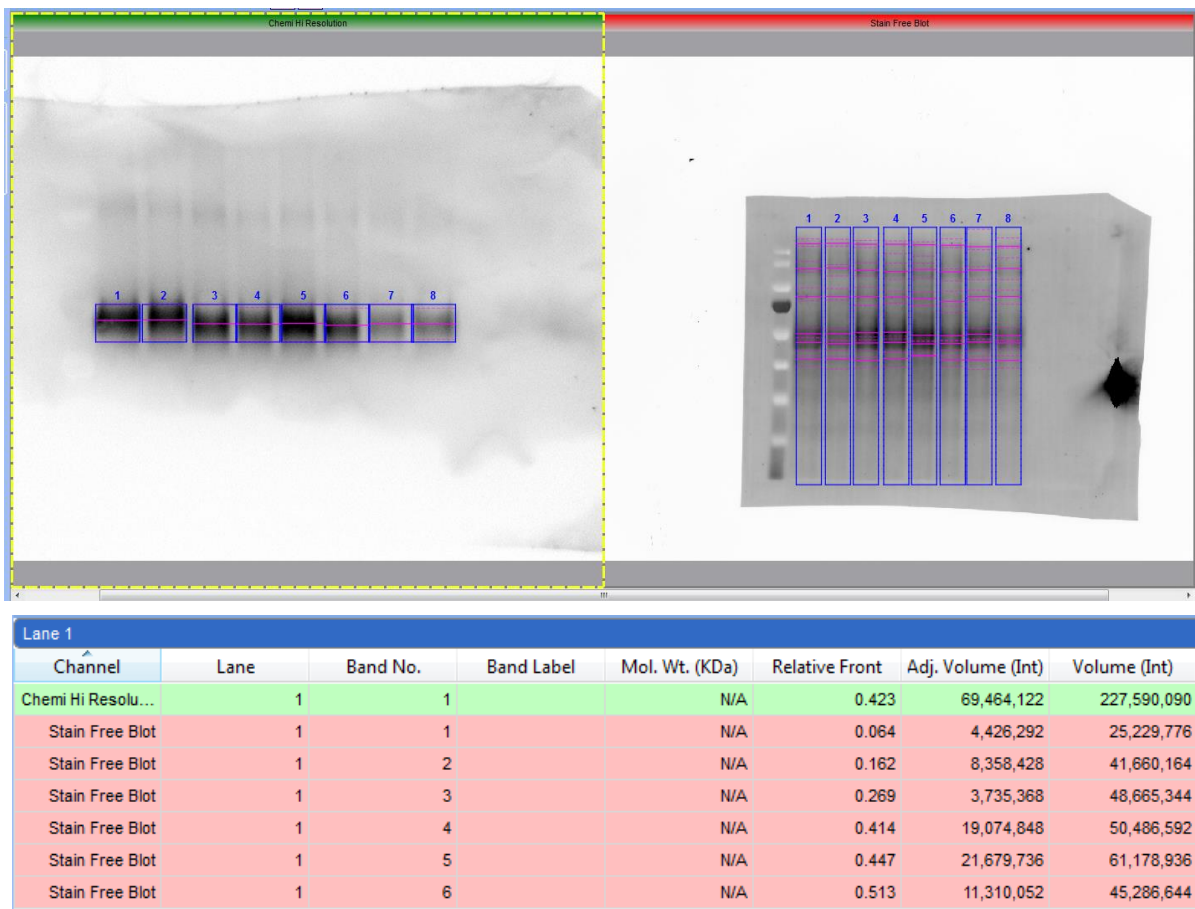 Chemi Hi Resolution
Stain Free Blot
1 2 3 4 5 6 7 8
1 2 3 4 5 6 7 8
Lane 1
Channel Lane Band No. Band Label Mol. Wt. (KDa) Relative Front Adj. Volume (Int) Volume (Int)
Chemi Hi Resolu... 1 1 N/A 0.423 69,464,122 227,590,090
Stain Free Blot 1 1 N/A 0.064 4,426,292 25,229,776
Stain Free Blot 1 2 N/A 0.162 8,358,428 41,660,164
Stain Free Blot 1 3 N/A 0.269 3,735,368 48,665,344
Stain Free Blot 1 4 N/A 0.414 19,074,848 50,486,592
Stain Free Blot 1 5 N/A 0.447 21,679,736 61,178,936
Stain Free Blot 1 6 N/A 0.513 11,310,052 45,286,644